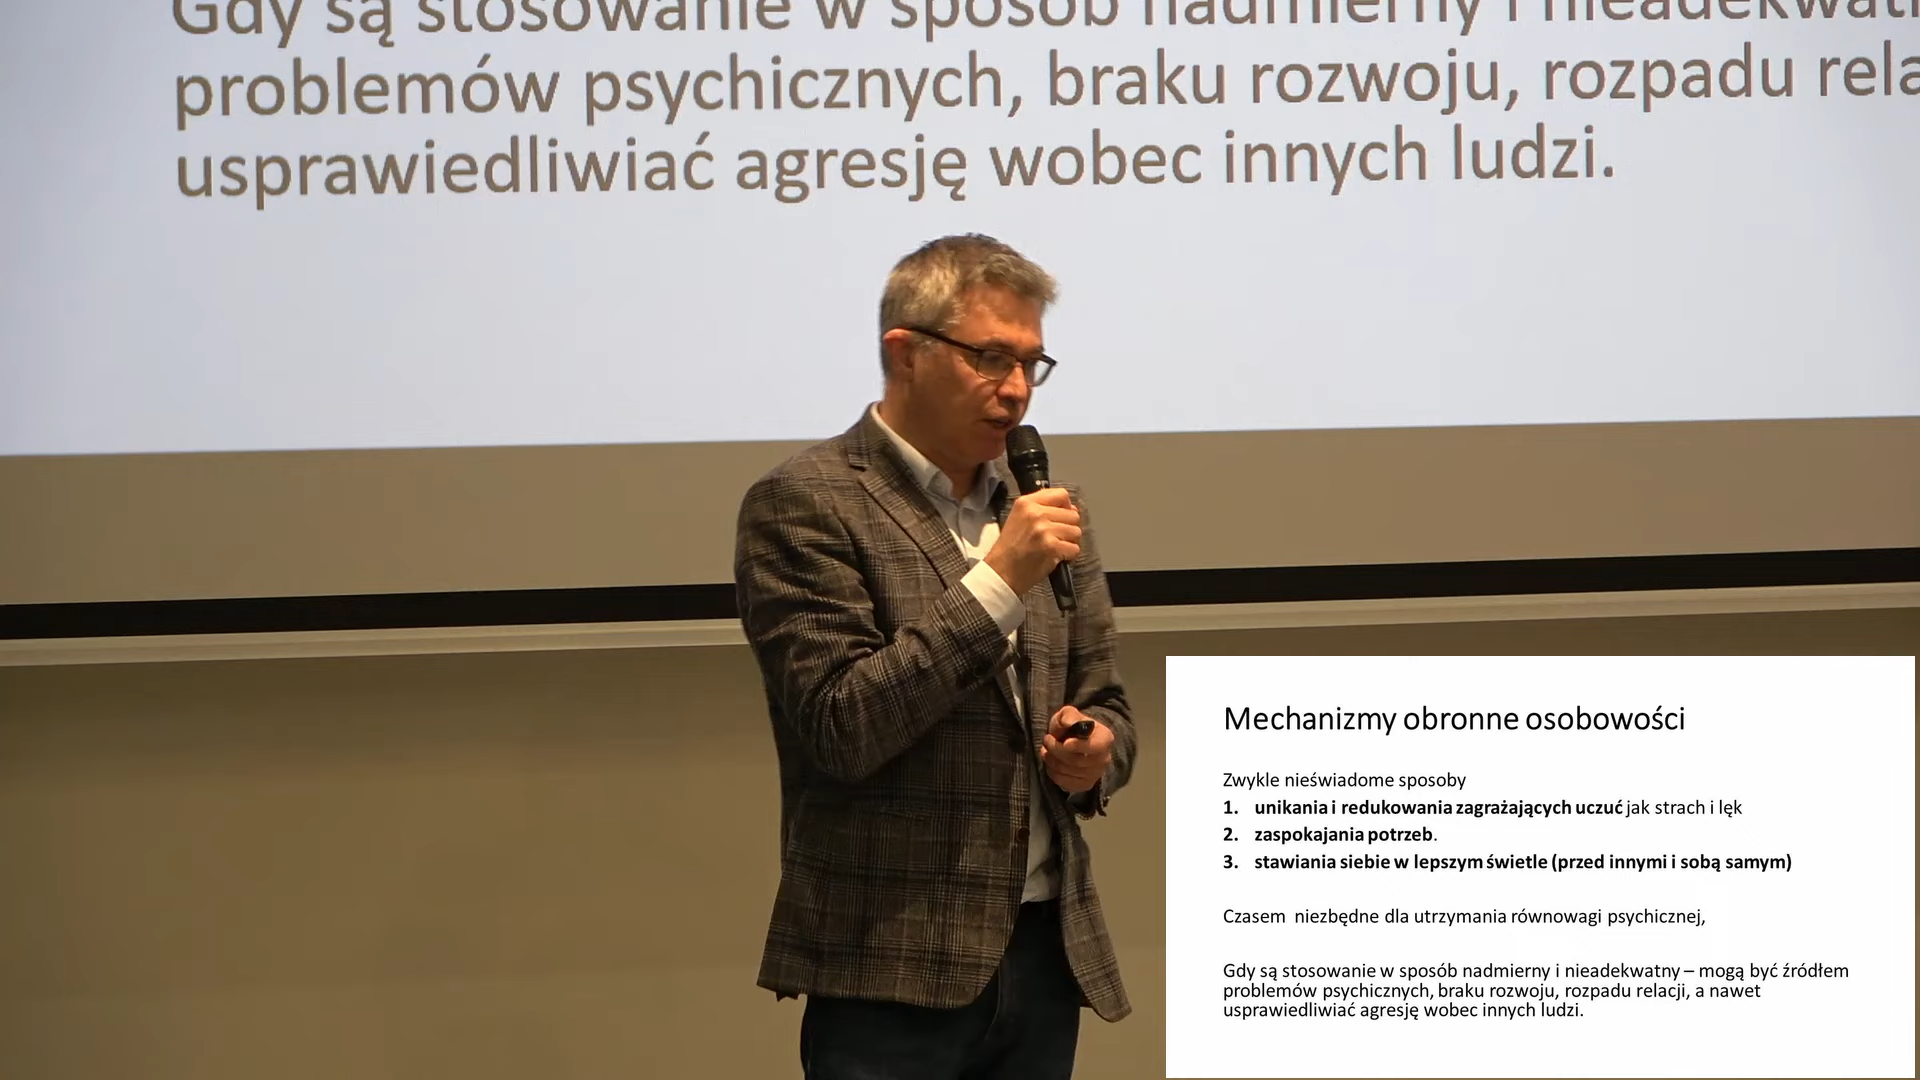 Gdy są stosowanie w sposób nadmierny i nieadekwatn
problemów psychicznych, braku rozwoju, rozpadu rela
usprawiedliwiać agresję wobec innych ludzi.
Mechanizmy obronne osobowości
Zwykle nieświadome sposoby
1. unikania i redukowania zagrażających uczuć jak strach i lęk
2. zaspokajania potrzeb.
3. stawiania siebie w lepszym świetle (przed innymi i sobą samym)
Czasem niezbędne dla utrzymania równowagi psychicznej,
Gdy są stosowanie w sposób nadmierny i nieadekwatny – mogą być źródłem
problemów psychicznych, braku rozwoju, rozpadu relacji, a nawet
usprawiedliwiać agresję wobec innych ludzi.